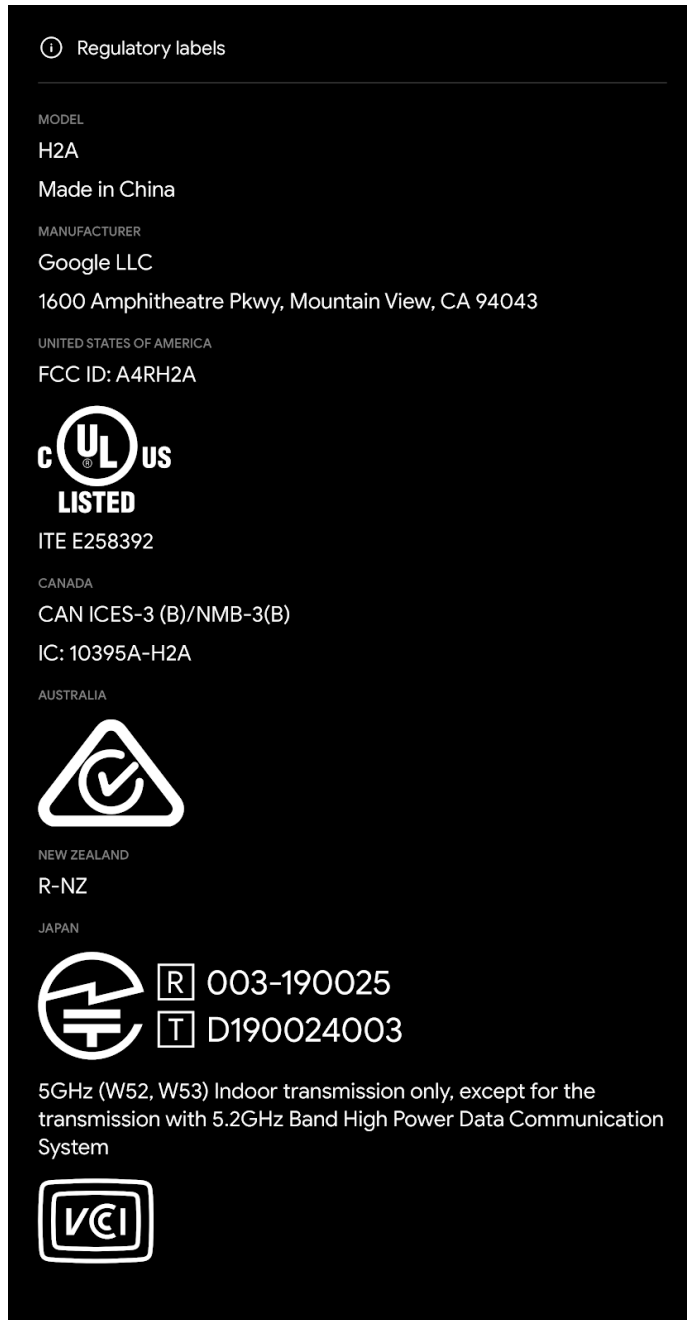 Regulatory labels
MODEL
H2A
Made in China
MANUFACTURER
Google LLC
1600 Amphitheatre Pkwy, Mountain View, CA 94043
UNITED STATES OF AMERICA
FCC ID: A4RH2A
C UL ® US
LISTED
ITE E258392
CANADA
CAN ICES-3 (B)/NMB-3(B)
IC: 10395A-H2A
AUSTRALIA
NEW ZEALAND
R-NZ
JAPAN
R 003-190025
T D190024003
5GHz (W52, W53) Indoor transmission only, except for the
transmission with 5.2GHz Band High Power Data Communication
System
VCCI